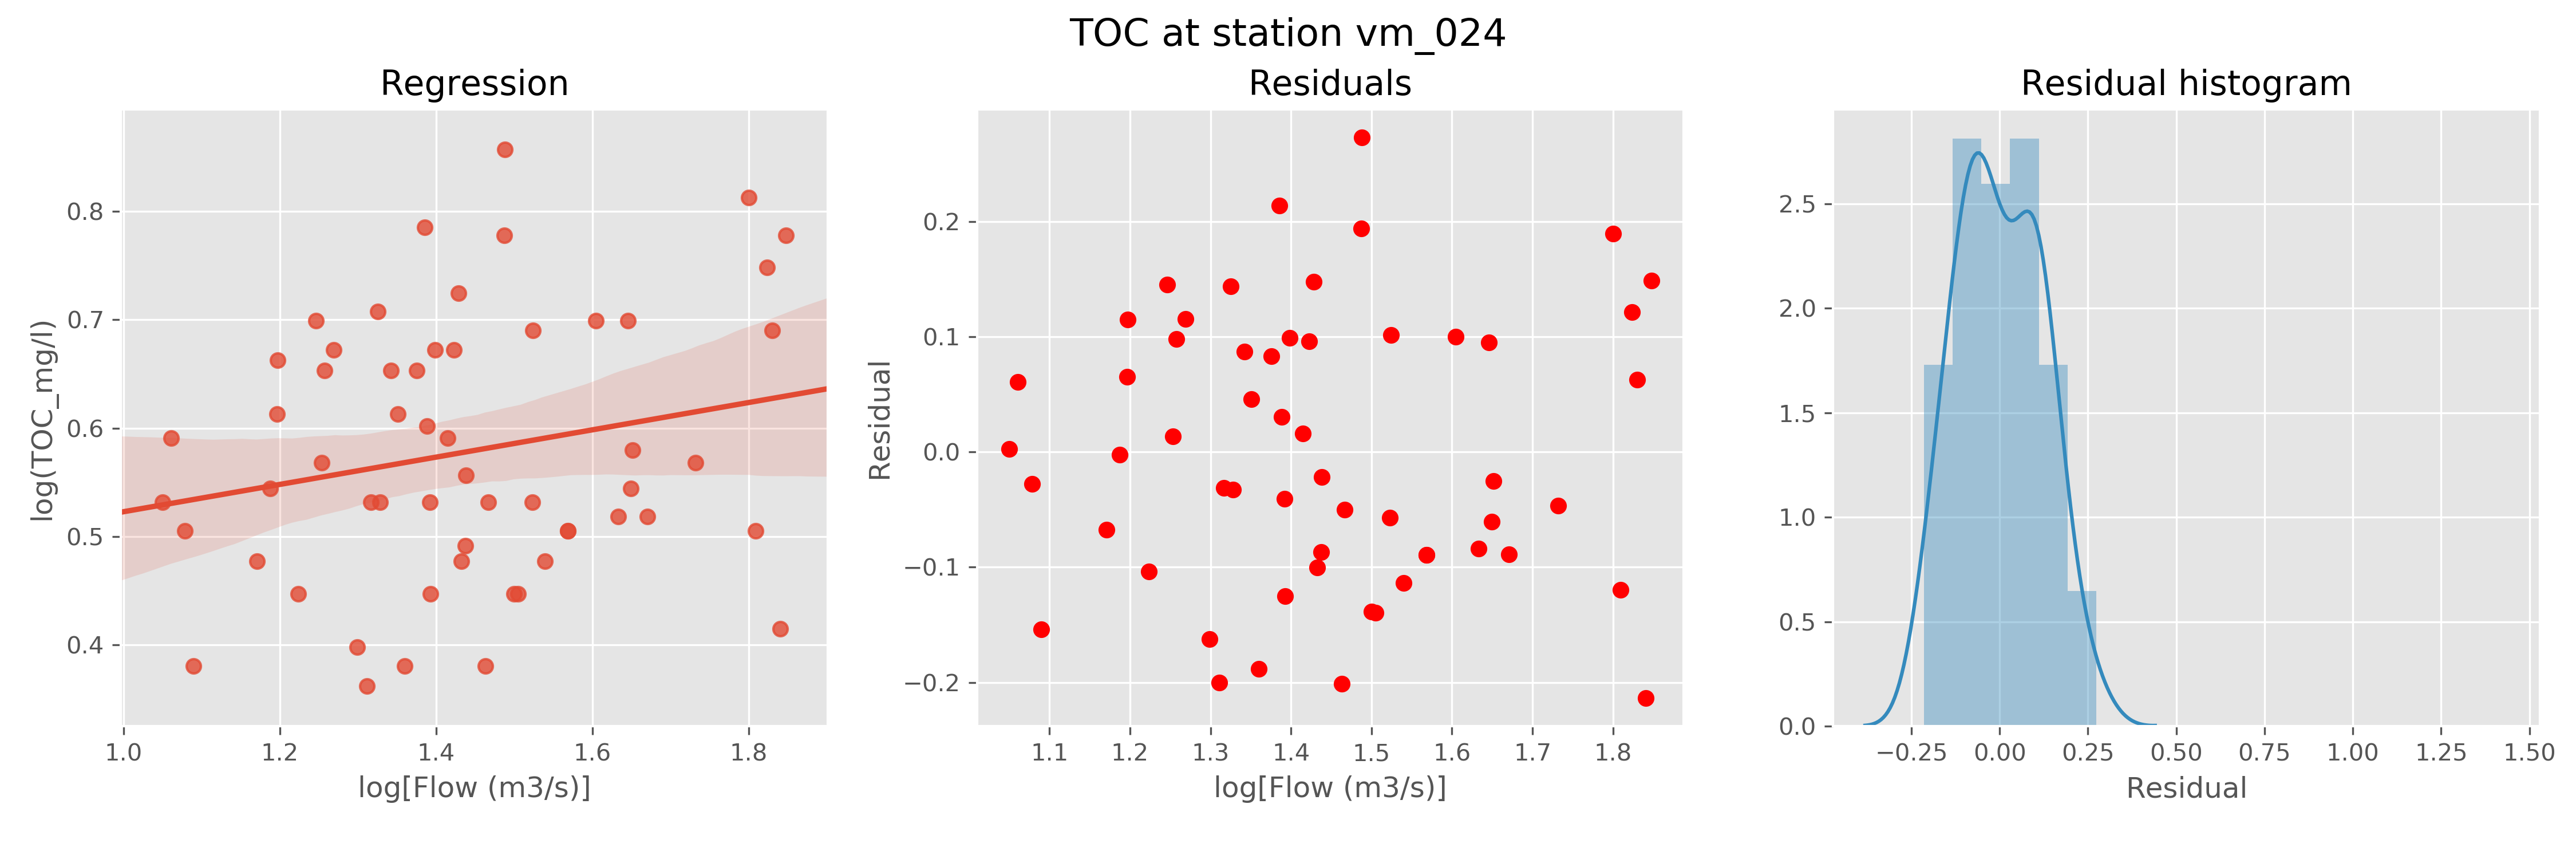 TOC at station vm_024
Regression
0.8
0.7
0.6
0.5
0.4
log(TOC_mg/l)
1.0 1.2 1.4 1.6 1.8
log[Flow (m3/s)]
Residuals
0.2
0.1
0.0
−0.1
−0.2
Residual
1.1 1.2 1.3 1.4 1.5 1.6 1.7 1.8
log[Flow (m3/s)]
Residual histogram
2.5
2.0
1.5
1.0
0.5
0.0
−0.25 0.00 0.25 0.50 0.75 1.00 1.25 1.50
Residual